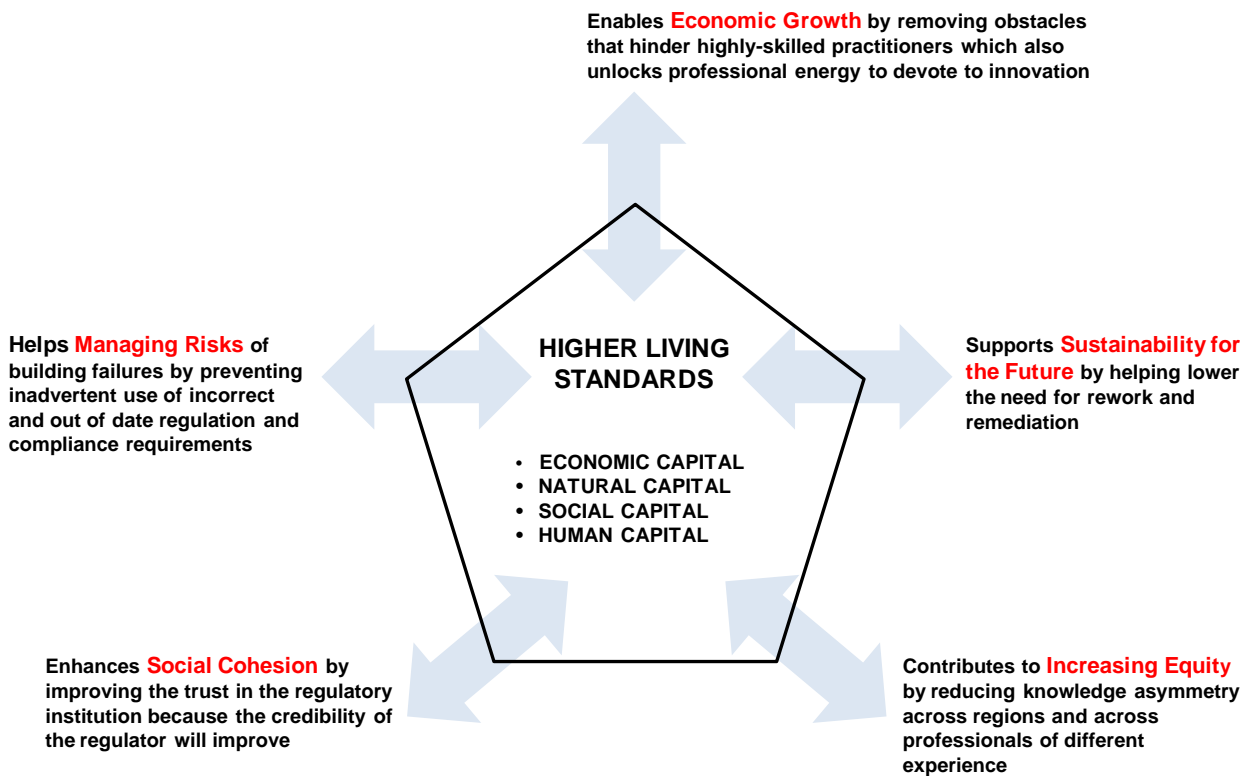 Enables Economic Growth by removing obstacles
that hinder highly-skilled practitioners which also
unlocks professional energy to devote to innovation
Helps Managing Risks of
building failures by preventing
inadvertent use of incorrect
and out of date regulation and
compliance requirements
HIGHER LIVING
STANDARDS
• ECONOMIC CAPITAL
• NATURAL CAPITAL
• SOCIAL CAPITAL
• HUMAN CAPITAL
Supports Sustainability for
the Future by helping lower
the need for rework and
remediation
Enhances Social Cohesion by
improving the trust in the regulatory
institution because the credibility of
the regulator will improve
Contributes to Increasing Equity
by reducing knowledge asymmetry
across regions and across
professionals of different
experience